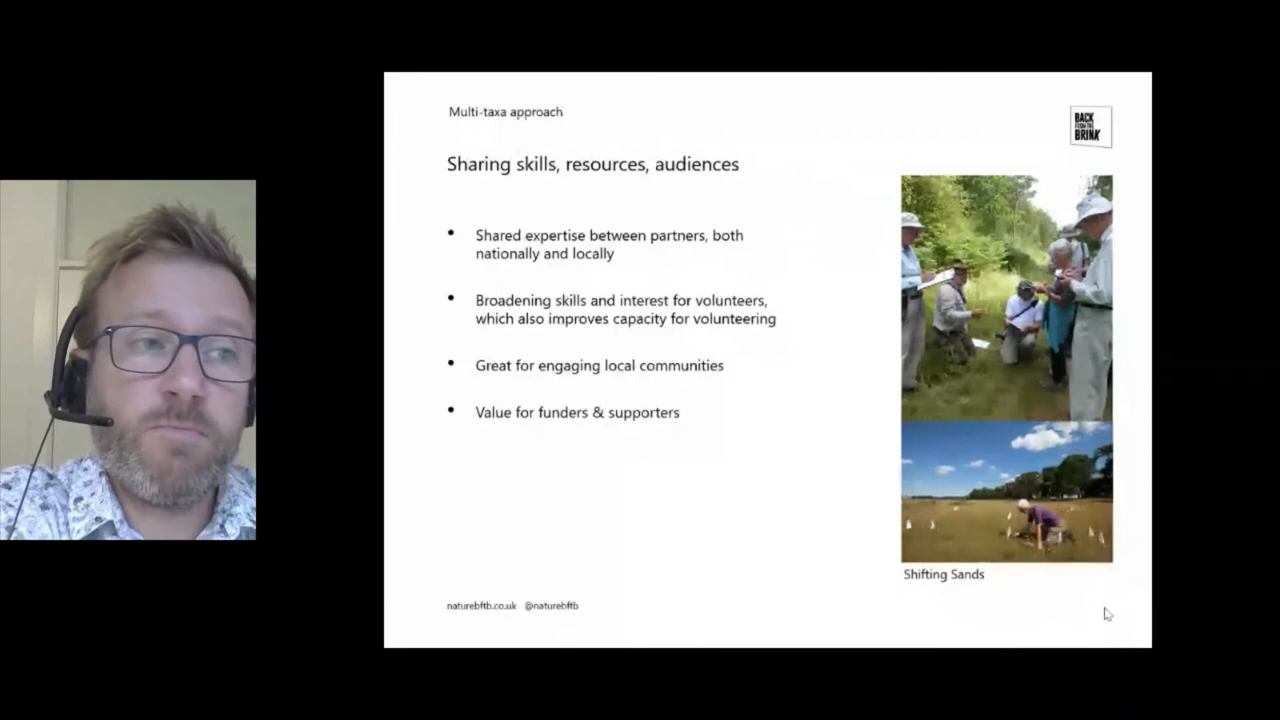 Multi-taxa approach
BACK
FROM THE
BRINK
Sharing skills, resources, audiences
• Shared expertise between partners, both
nationally and locally
• Broadening skills and interest for volunteers,
which also improves capacity for volunteering
• Great for engaging local communities
• Value for funders & supporters
Shifting Sands
naturebftb.co.uk @naturebftb